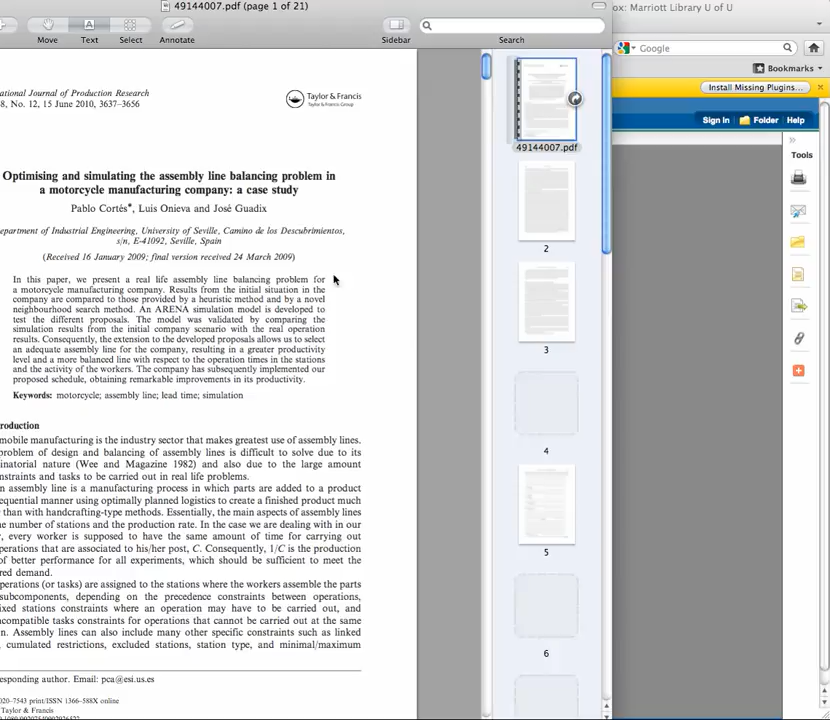 49144007.pdf (page 1 of 21)
ox: Marriott Library U of U
Move
Text
Select
Annotate
Sidebar
Search
Google
Bookmarks
Install Missing Plugins...
Sign In
Folder
Help
Tools
ational Journal of Production Research
8, No. 12, 15 June 2010, 3637–3656
Taylor & Francis
Taylor & Francis Group
Optimising and simulating the assembly line balancing problem in
a motorcycle manufacturing company: a case study
Pablo Cortés*, Luis Onieva and José Guadix
epartment of Industrial Engineering, University of Seville, Camino de los Descubrimientos,
s/n, E-41092, Seville, Spain
(Received 16 January 2009; final version received 24 March 2009)
In this paper, we present a real life assembly line balancing problem for
a motorcycle manufacturing company. Results from the initial situation in the
company are compared to those provided by a heuristic method and by a novel
neighbourhood search method. An ARENA simulation model is developed to
test the different proposals. The model was validated by comparing the
simulation results from the initial company scenario with the real operation
results. Consequently, the extension to the developed proposals allows us to select
an adequate assembly line for the company, resulting in a greater productivity
level and a more balanced line with respect to the operation times in the stations
and the activity of the workers. The company has subsequently implemented our
proposed schedule, obtaining remarkable improvements in its productivity.
Keywords: motorcycle; assembly line; lead time; simulation
roduction
mobile manufacturing is the industry sector that makes greatest use of assembly lines.
problem of design and balancing of assembly lines is difficult to solve due to its
inatorial nature (Wee and Magazine 1982) and also due to the large amount
nstraints and tasks to be carried out in real life problems.
n assembly line is a manufacturing process in which parts are added to a product
equential manner using optimally planned logistics to create a finished product much
than with handcrafting-type methods. Essentially, the main aspects of assembly lines
he number of stations and the production rate. In the case we are dealing with in our
, every worker is supposed to have the same amount of time for carrying out
perations that are associated to his/her post, C. Consequently, 1/C is the production
of better performance for all experiments, which should be sufficient to meet the
red demand.
perations (or tasks) are assigned to the stations where the workers assemble the parts
subcomponents, depending on the precedence constraints between operations,
ixed stations constraints where an operation may have to be carried out, and
ncompatible tasks constraints for operations that cannot be carried out at the same
n. Assembly lines can also include many other specific constraints such as linked
, cumulated restrictions, excluded stations, station type, and minimal/maximum
esponding author. Email: pca@esi.us.es
020–7543 print/ISSN 1366–588X online
Taylor & Francis
49144007.pdf
2
3
4
5
6